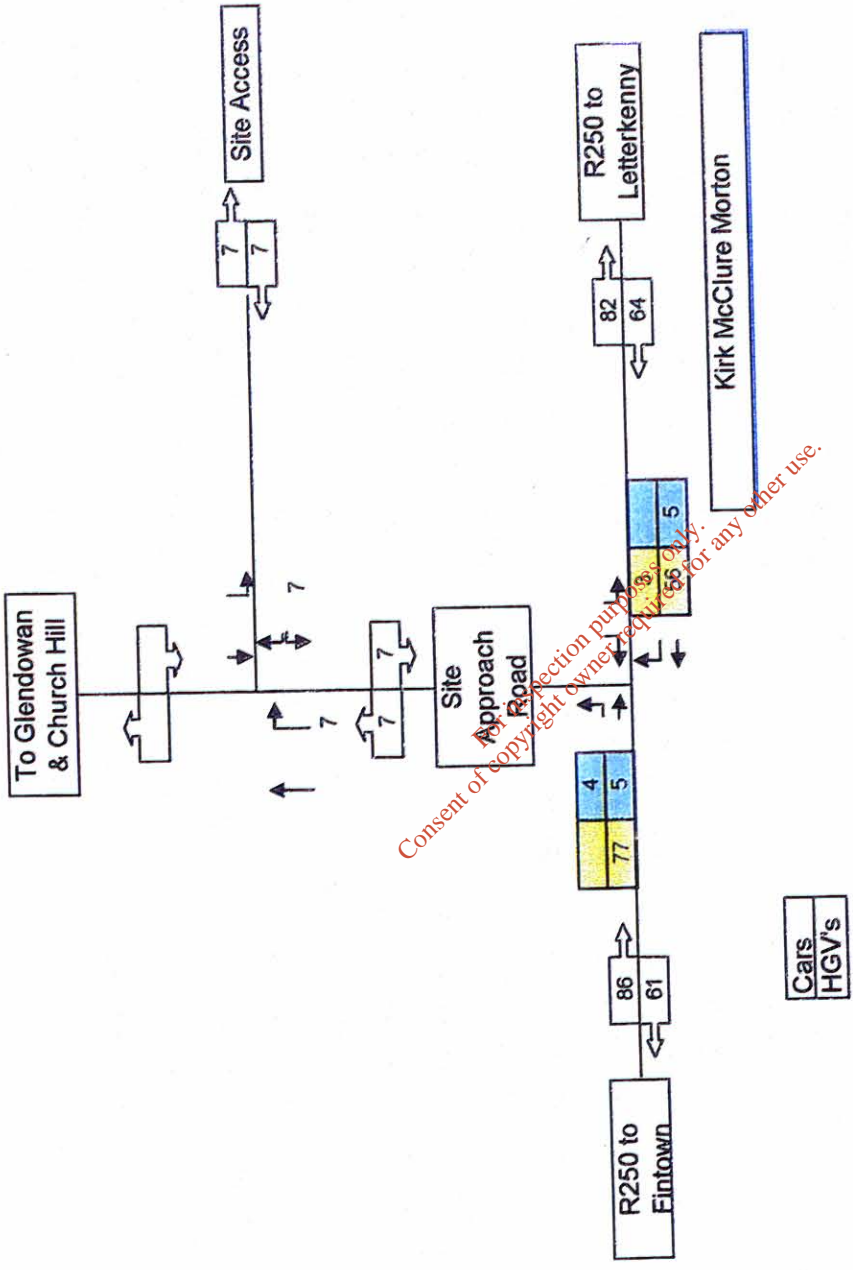 To Glendowan
& Church Hill
Site Access
7
7
7
7
7
7
Site
Approach
Road
R250 to
Letterkenny
82
64
3
5
56
4
77
5
86
61
R250 to
Fintown
Cars
HGV's
Kirk McClure Morton
For inspection purposes only.
Consent of copyright owner required for any other use.